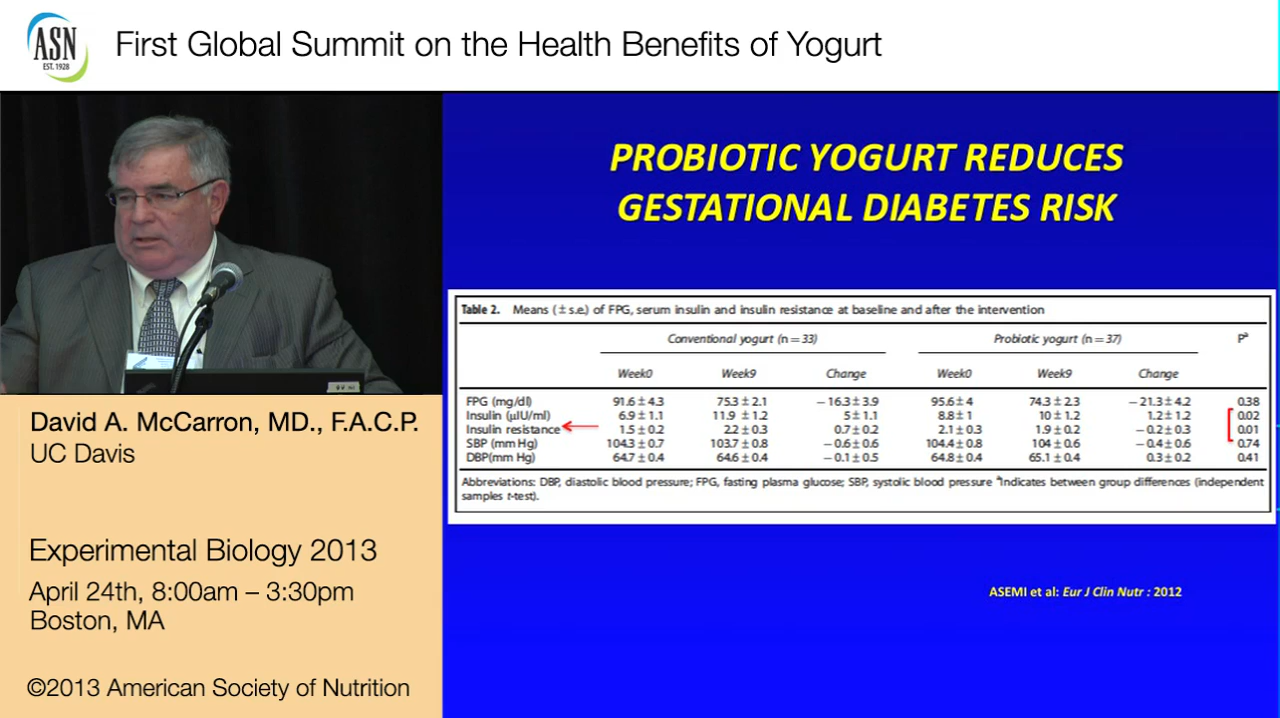 ASN
EST. 1928
First Global Summit on the Health Benefits of Yogurt
David A. McCarron, MD., F.A.C.P.
UC Davis
Experimental Biology 2013
April 24th, 8:00am – 3:30pm
Boston, MA
©2013 American Society of Nutrition
PROBIOTIC YOGURT REDUCES
GESTATIONAL DIABETES RISK
Table 2. Means (± s.e.) of FPG, serum insulin and insulin resistance at baseline and after the intervention
Conventional yogurt (n = 33) Probiotic yogurt (n = 37) Pª
Week0 Week9 Change Week0 Week9 Change
FPG (mg/dl) 91.6 ± 4.3 75.3 ± 2.1 − 16.3 ± 3.9 95.6 ± 4 74.3 ± 2.3 − 21.3 ± 4.2 0.38
Insulin (µIU/ml) 6.9 ± 1.1 11.9 ± 1.2 5 ± 1.1 8.8 ± 1 10 ± 1.2 1.2 ± 1.2 0.02
Insulin resistance 1.5 ± 0.2 2.2 ± 0.3 0.7 ± 0.2 2.1 ± 0.3 1.9 ± 0.2 − 0.2 ± 0.3 0.01
SBP (mm Hg) 104.3 ± 0.7 103.7 ± 0.8 − 0.6 ± 0.6 104.4 ± 0.8 104 ± 0.6 − 0.4 ± 0.6 0.74
DBP(mm Hg) 64.7 ± 0.4 64.6 ± 0.4 − 0.1 ± 0.5 64.8 ± 0.4 65.1 ± 0.4 0.3 ± 0.2 0.41
Abbreviations: DBP, diastolic blood pressure; FPG, fasting plasma glucose; SBP, systolic blood pressure ªIndicates between group differences (independent
samples t-test).
ASEMI et al: Eur J Clin Nutr : 2012